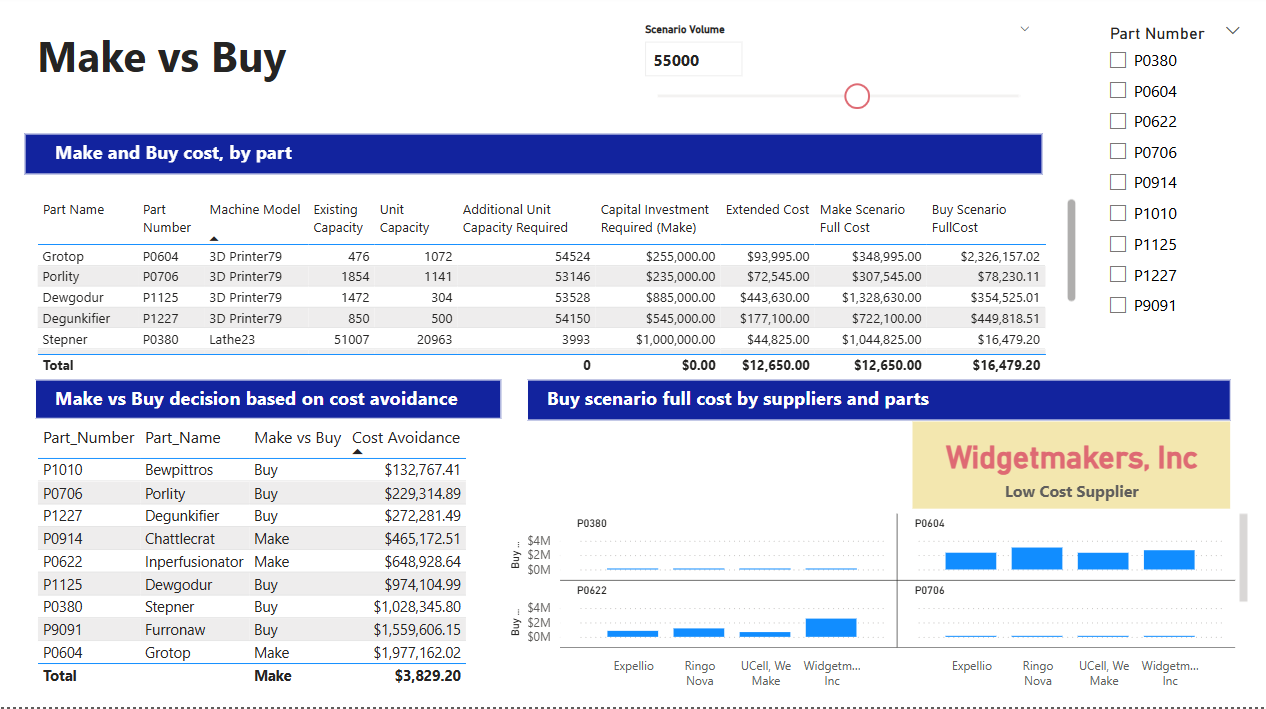 Make vs Buy
Scenario Volume
55000
Part Number
P0380
P0604
P0622
P0706
P0914
P1010
P1125
P1227
P9091
Make and Buy cost, by part
Part Name Part Number Machine Model Existing Capacity Unit Capacity Additional Unit Capacity Required Capital Investment Required (Make) Extended Cost Make Scenario Full Cost Buy Scenario FullCost
Grotop P0604 3D Printer79 476 1072 54524 $255,000.00 $93,995.00 $348,995.00 $2,326,157.02
Porlity P0706 3D Printer79 1854 1141 53146 $235,000.00 $72,545.00 $307,545.00 $78,230.11
Dewgodur P1125 3D Printer79 1472 304 53528 $885,000.00 $443,630.00 $1,328,630.00 $354,525.01
Degunkifier P1227 3D Printer79 850 500 54150 $545,000.00 $177,100.00 $722,100.00 $449,818.51
Stepner P0380 Lathe23 51007 20963 3993 $1,000,000.00 $44,825.00 $1,044,825.00 $16,479.20
Total 0 $0.00 $12,650.00 $12,650.00 $16,479.20
Make vs Buy decision based on cost avoidance
Part_Number Part_Name Make vs Buy Cost Avoidance
P1010 Bewpittros Buy $132,767.41
P0706 Porlity Buy $229,314.89
P1227 Degunkifier Buy $272,281.49
P0914 Chattlecrat Make $465,172.51
P0622 Inperfusionator Make $648,928.64
P1125 Dewgodur Buy $974,104.99
P0380 Stepner Buy $1,028,345.80
P9091 Furronaw Buy $1,559,606.15
P0604 Grotop Make $1,977,162.02
Total Make $3,829.20
Buy scenario full cost by suppliers and parts
Widgetmakers, Inc
Low Cost Supplier
P0380 P0604
Buy ...
$4M
$2M
$0M
P0622 P0706
Buy ...
$4M
$2M
$0M
Expellio Ringo Nova UCell, We Make Widgetm... Inc Expellio Ringo Nova UCell, We Make Widgetm... Inc